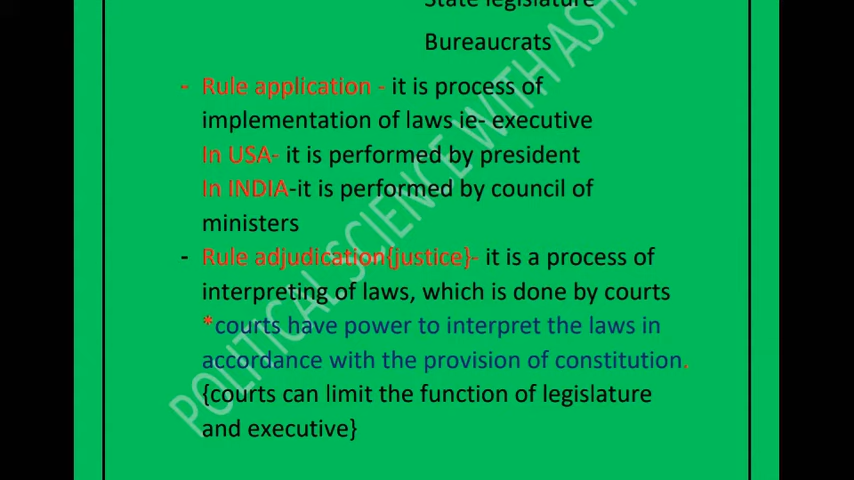 State legislature
Bureaucrats
- Rule application - it is process of
implementation of laws ie- executive
In USA- it is performed by president
In INDIA-it is performed by council of
ministers
- Rule adjudication{justice}- it is a process of
interpreting of laws, which is done by courts
*courts have power to interpret the laws in
accordance with the provision of constitution.
{courts can limit the function of legislature
and executive}
POLITICAL SCIENCE WITH